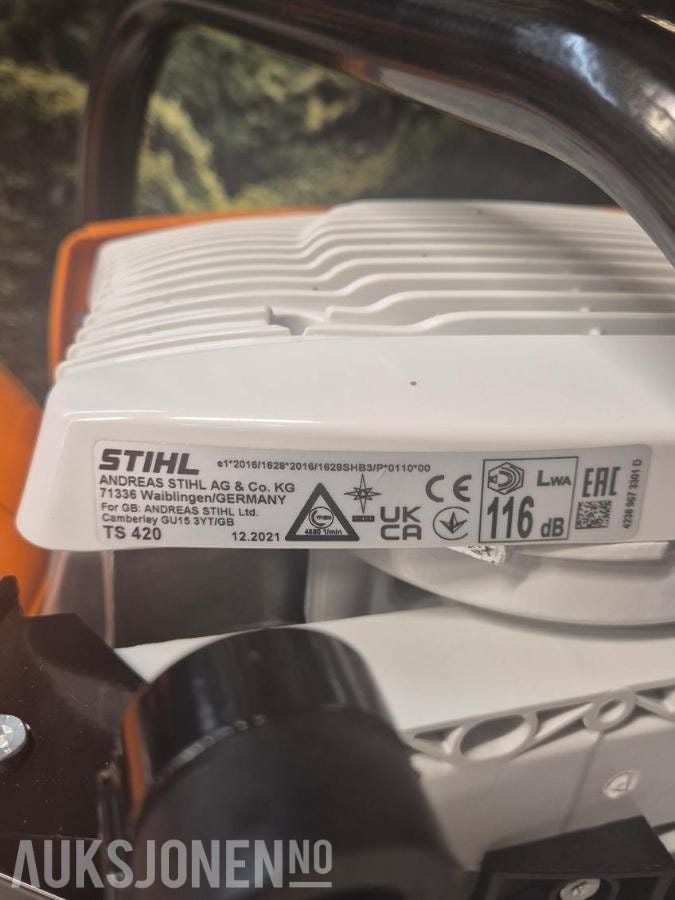 STIHL e1*2016/1628*2016/1628SHB3/P*0110*00
ANDREAS STIHL AG & Co. KG
71336 Waiblingen/GERMANY
For GB: ANDREAS STIHL Ltd.
Camberley GU15 3YT/GB
TS 420 12.2021
max
4880 1/min
CE
UK
CA
LWA
116 dB
EAC
4238 967 3301 D
AUKSJONEN NO